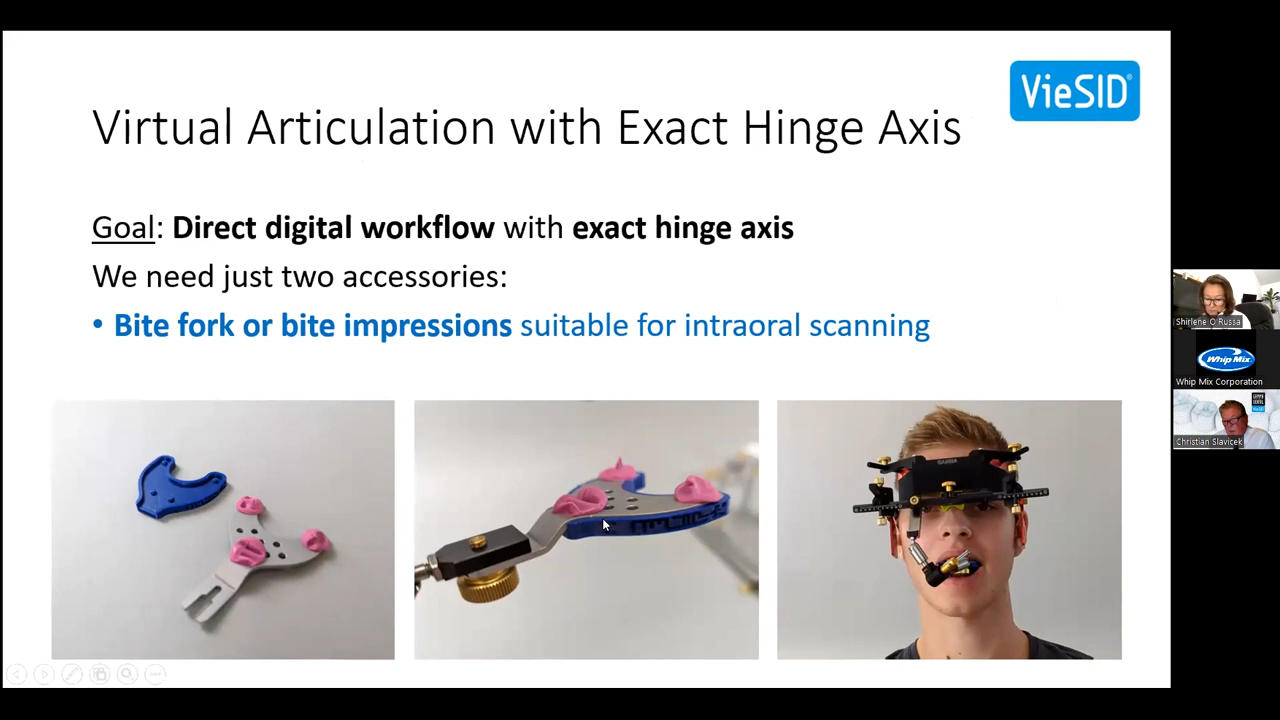 VieSID
Virtual Articulation with Exact Hinge Axis
Goal: Direct digital workflow with exact hinge axis
We need just two accessories:
• Bite fork or bite impressions suitable for intraoral scanning
GAMMA
Shirlene O Russa
Whip Mix
Whip Mix Corporation
VieSID
Christian Slavicek